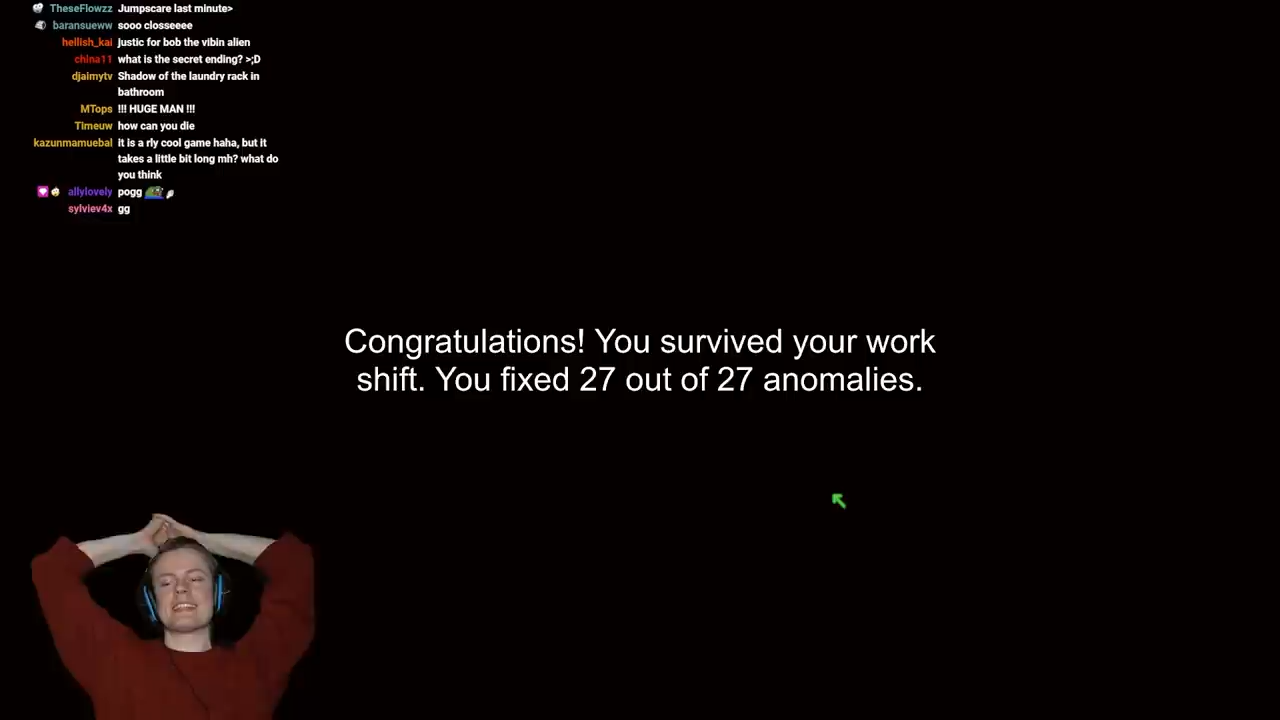 TheseFlowzz Jumpscare last minute>
baransueww sooo closseeee
hellish_kai justic for bob the vibin alien
china11 what is the secret ending? >;D
djaimytv Shadow of the laundry rack in
bathroom
MTops !!! HUGE MAN !!!
Timeuw how can you die
kazunmamuebal it is a rly cool game haha, but it
takes a little bit long mh? what do
you think
allylovely pogg
sylviev4x gg
Congratulations! You survived your work
shift. You fixed 27 out of 27 anomalies.